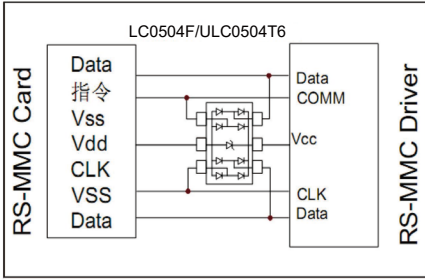 LC0504F/ULC0504T6
RS-MMC Card
Data
指令
Vss
Vdd
CLK
VSS
Data
Data
COMM
Vcc
CLK
Data
RS-MMC Driver